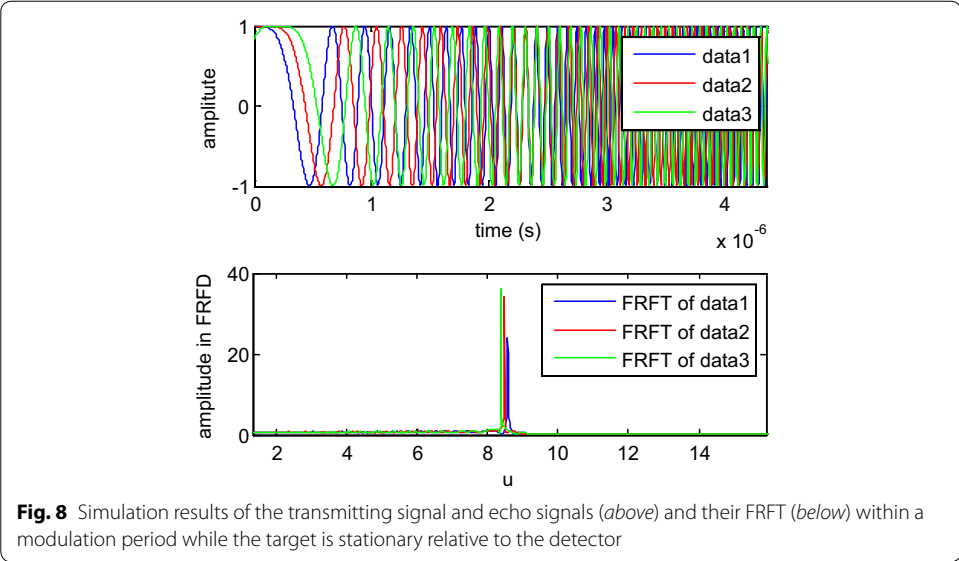 1
0
-1
amplitute
data1
data2
data3
0 1 2 3 4
time (s)
x 10^-6
40
20
0
amplitude in FRFD
FRFT of data1
FRFT of data2
FRFT of data3
2 4 6 8 10 12 14
u
Fig. 8 Simulation results of the transmitting signal and echo signals (above) and their FRFT (below) within a
modulation period while the target is stationary relative to the detector